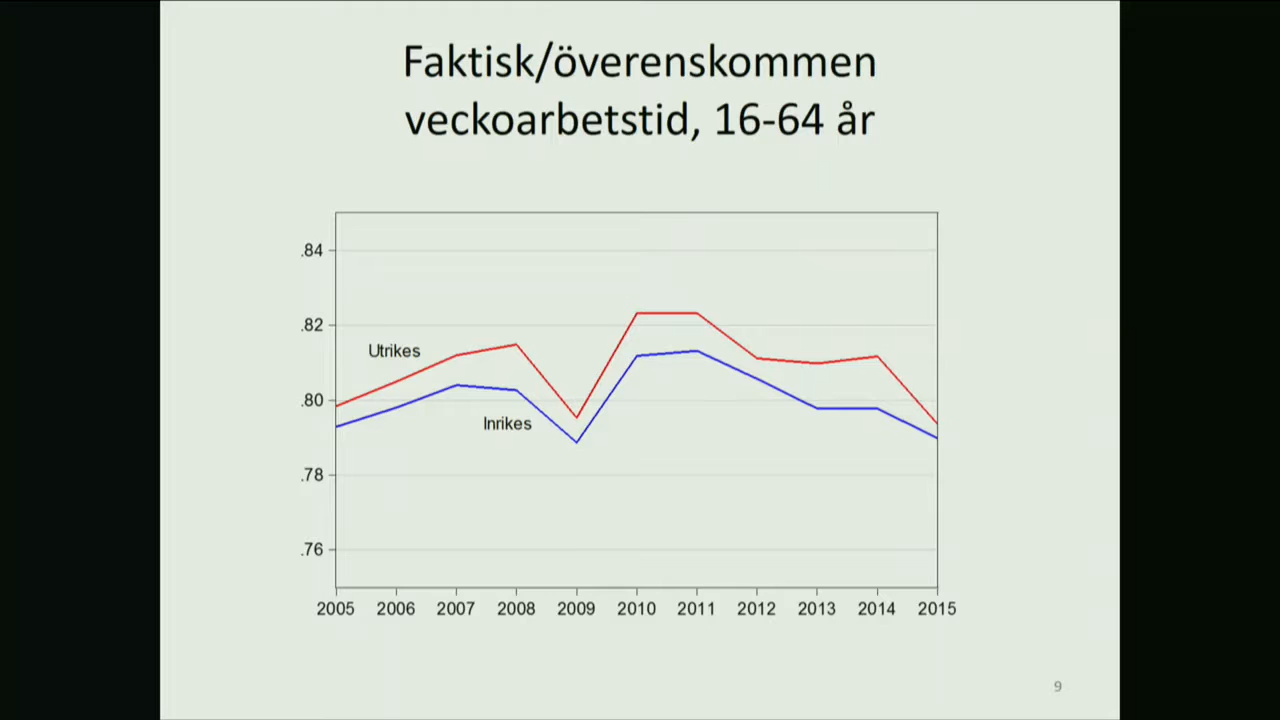 Faktisk/överenskommen
veckoarbetstid, 16-64 år
.84
.82
Utrikes
.80
Inrikes
.78
.76
2005 2006 2007 2008 2009 2010 2011 2012 2013 2014 2015
9